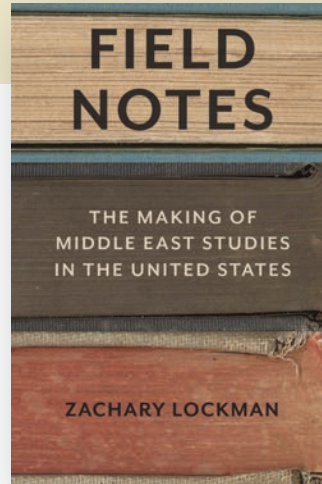 FIELD
NOTES
THE MAKING OF
MIDDLE EAST STUDIES
IN THE UNITED STATES
ZACHARY LOCKMAN